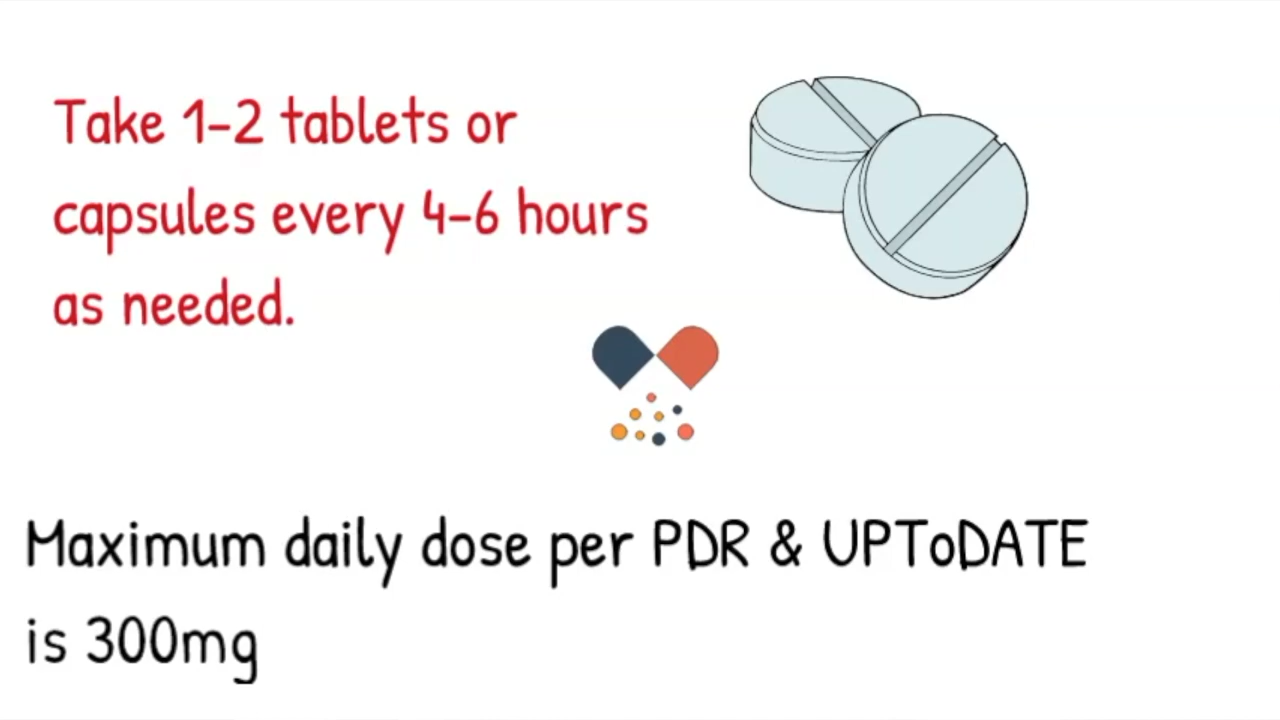 Take 1-2 tablets or
capsules every 4-6 hours
as needed.
Maximum daily dose per PDR & UPToDATE
is 300mg